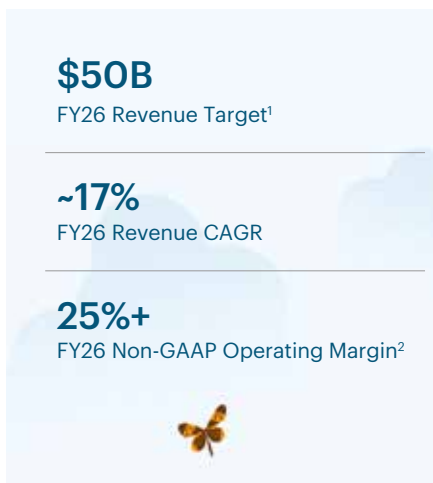 $50B
FY26 Revenue Target¹
~17%
FY26 Revenue CAGR
25%+
FY26 Non-GAAP Operating Margin²